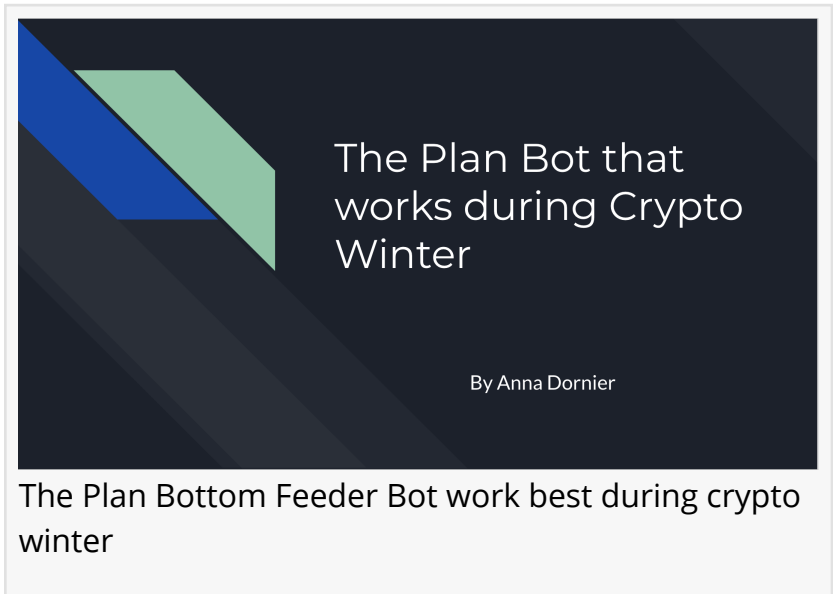 The Plan Bot that
works during Crypto
Winter
By Anna Dornier
The Plan Bottom Feeder Bot work best during crypto
winter